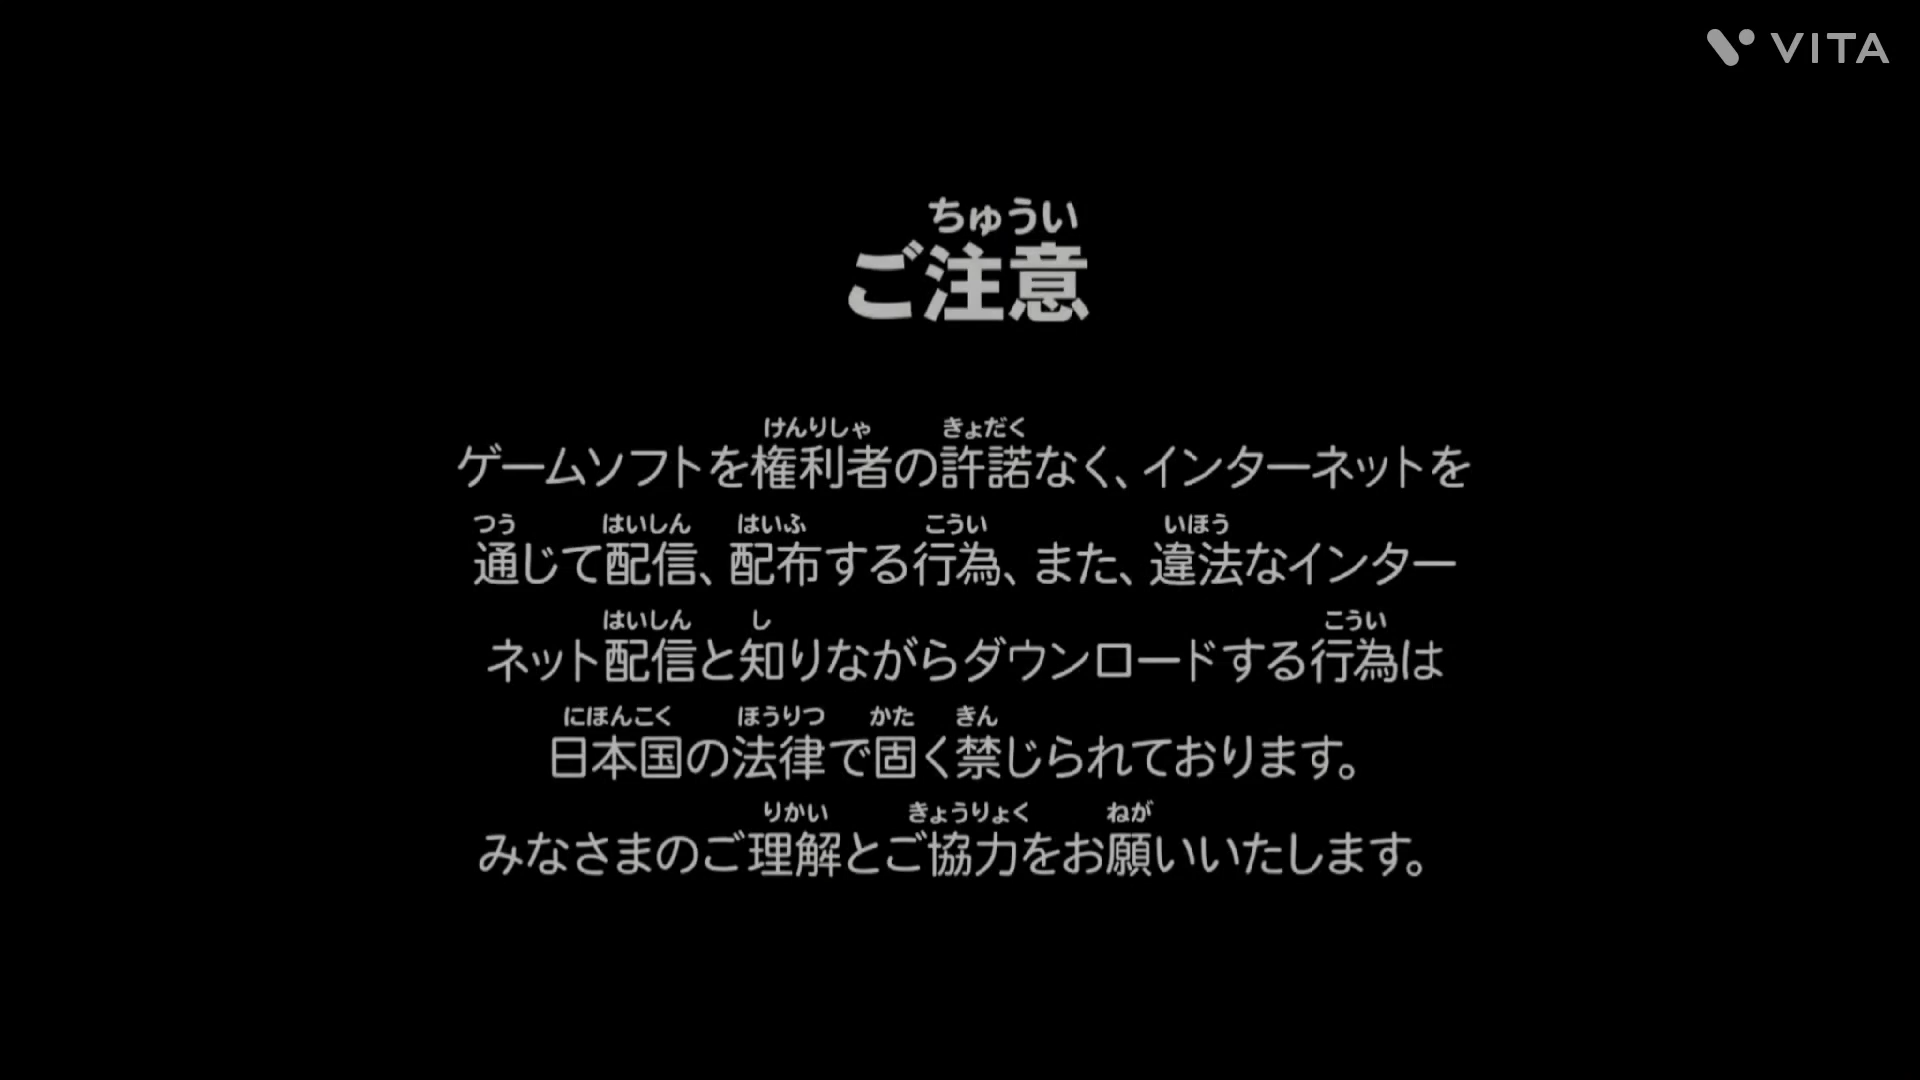 VITA
ちゅうい
ご注意
けんりしゃ きょだく
ゲームソフトを権利者の許諾なく、インターネットを
つう はいしん はいふ こうい いほう
通じて配信、配布する行為、また、違法なインター
はいしん し こうい
ネット配信と知りながらダウンロードする行為は
にほんこく ほうりつ かた きん
日本国の法律で固く禁じられております。
りかい きょうりょく ねが
みなさまのご理解とご協力をお願いいたします。